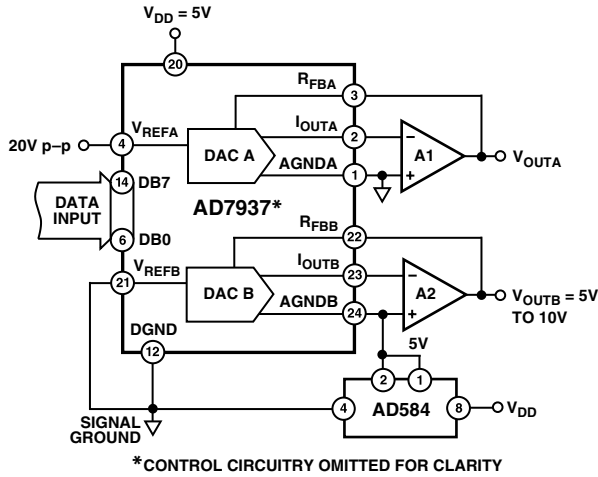 V_DD = 5V
20
R_FBA
3
20V p–p
4
V_REFA
DAC A
I_OUTA
2
–
A1
V_OUTA
AGNDA
1
+
DATA
INPUT
14
DB7
AD7937*
6
DB0
R_FBB
22
21
V_REFB
DAC B
I_OUTB
23
–
A2
V_OUTB = 5V
TO 10V
AGNDB
24
+
DGND
12
5V
2
1
4
AD584
8
V_DD
SIGNAL
GROUND
*CONTROL CIRCUITRY OMITTED FOR CLARITY